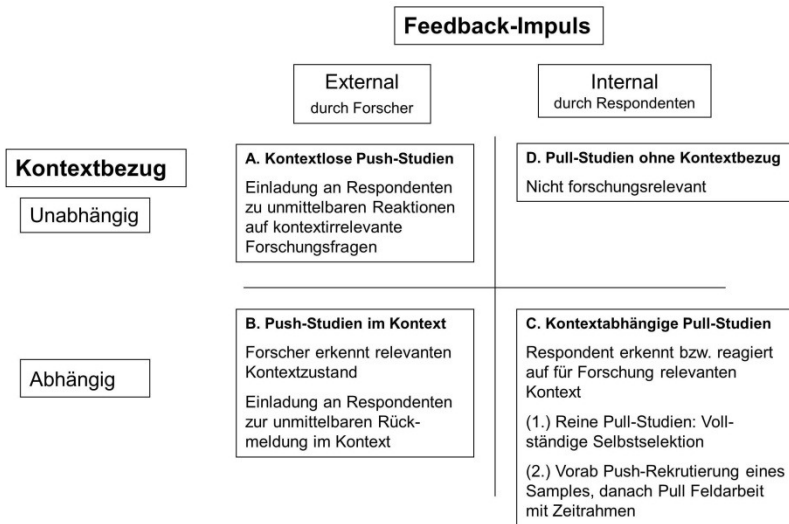 Feedback-Impuls
External
durch Forscher
Internal
durch Respondenten
Kontextbezug
Unabhängig
A. Kontextlose Push-Studien
Einladung an Respondenten
zu unmittelbaren Reaktionen
auf kontextirrelevante
Forschungsfragen
D. Pull-Studien ohne Kontextbezug
Nicht forschungsrelevant
Abhängig
B. Push-Studien im Kontext
Forscher erkennt relevanten
Kontextzustand
Einladung an Respondenten
zur unmittelbaren Rück-
meldung im Kontext
C. Kontextabhängige Pull-Studien
Respondent erkennt bzw. reagiert
auf für Forschung relevanten
Kontext
(1.) Reine Pull-Studien: Voll-
ständige Selbstselektion
(2.) Vorab Push-Rekrutierung eines
Samples, danach Pull Feldarbeit
mit Zeitrahmen